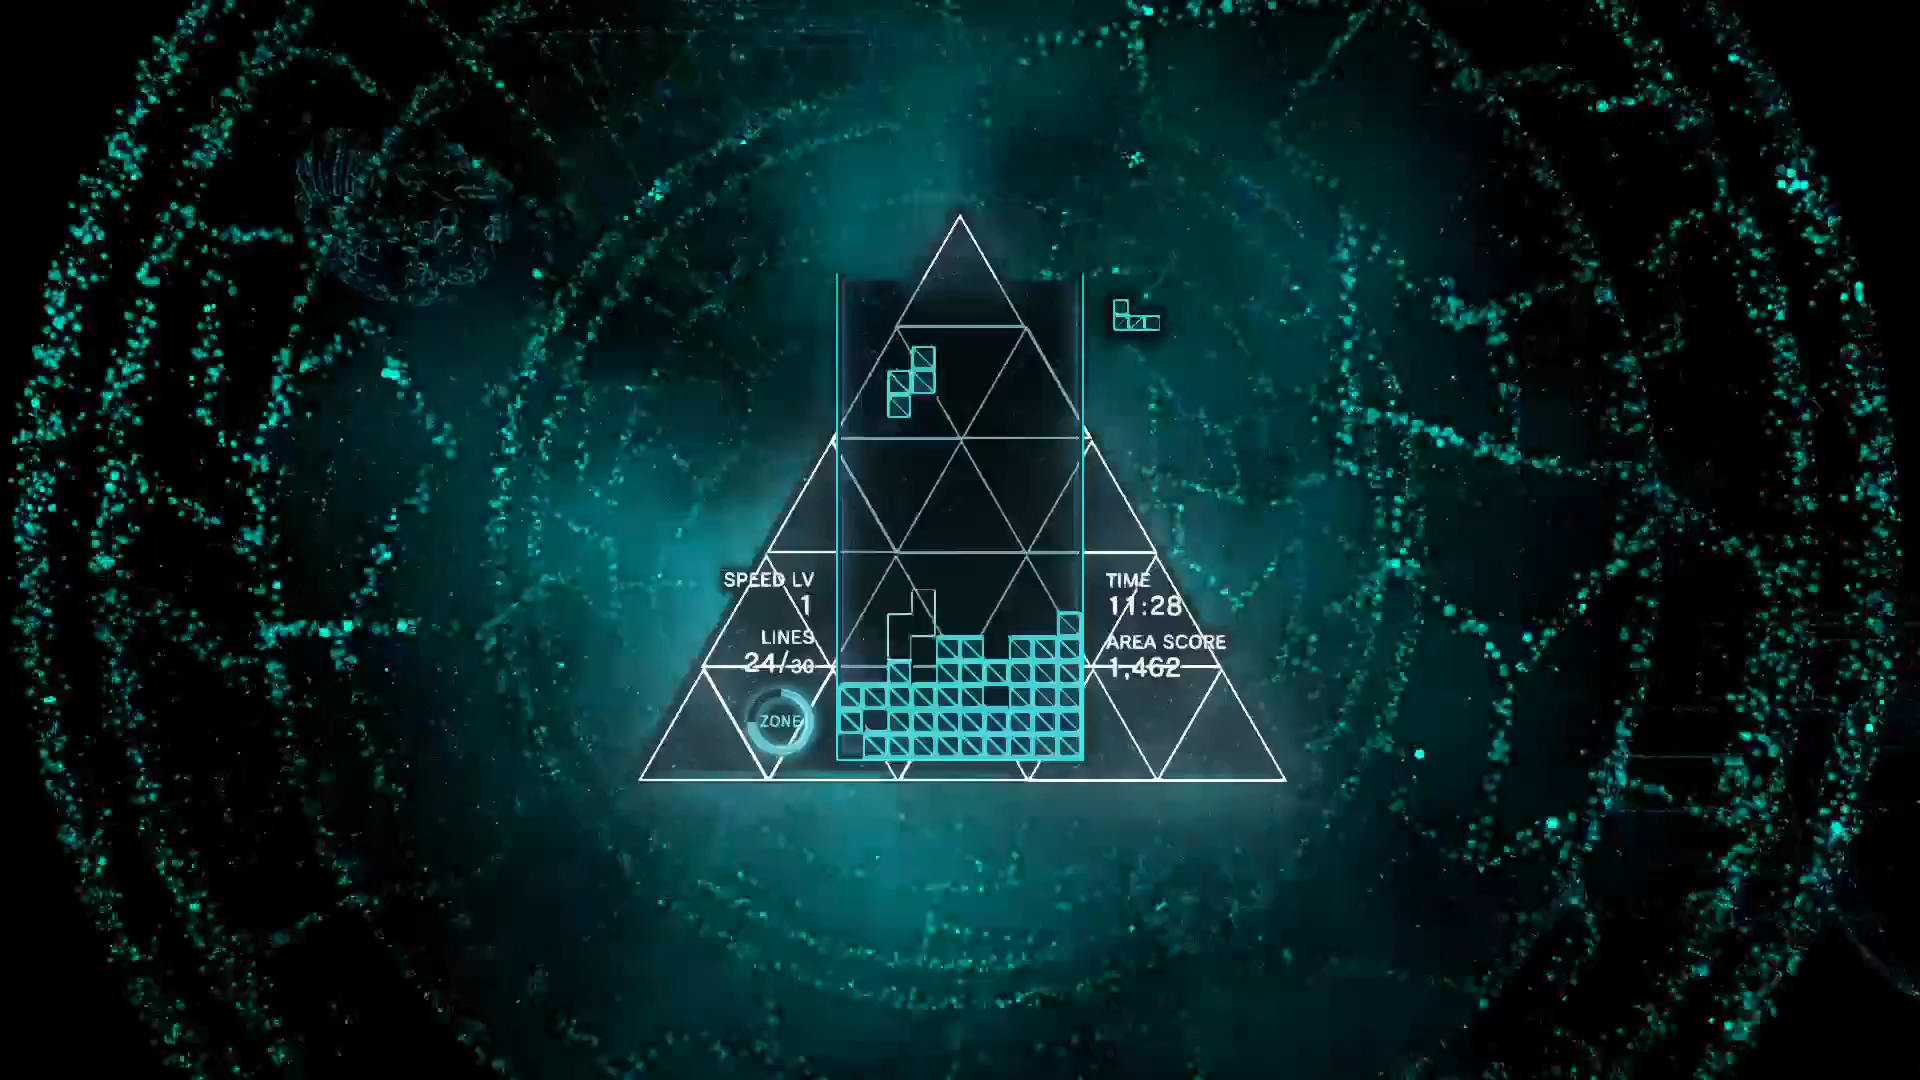 SPEED LV
1
LINES
24/30
ZONE
TIME
11:28
AREA SCORE
1,462